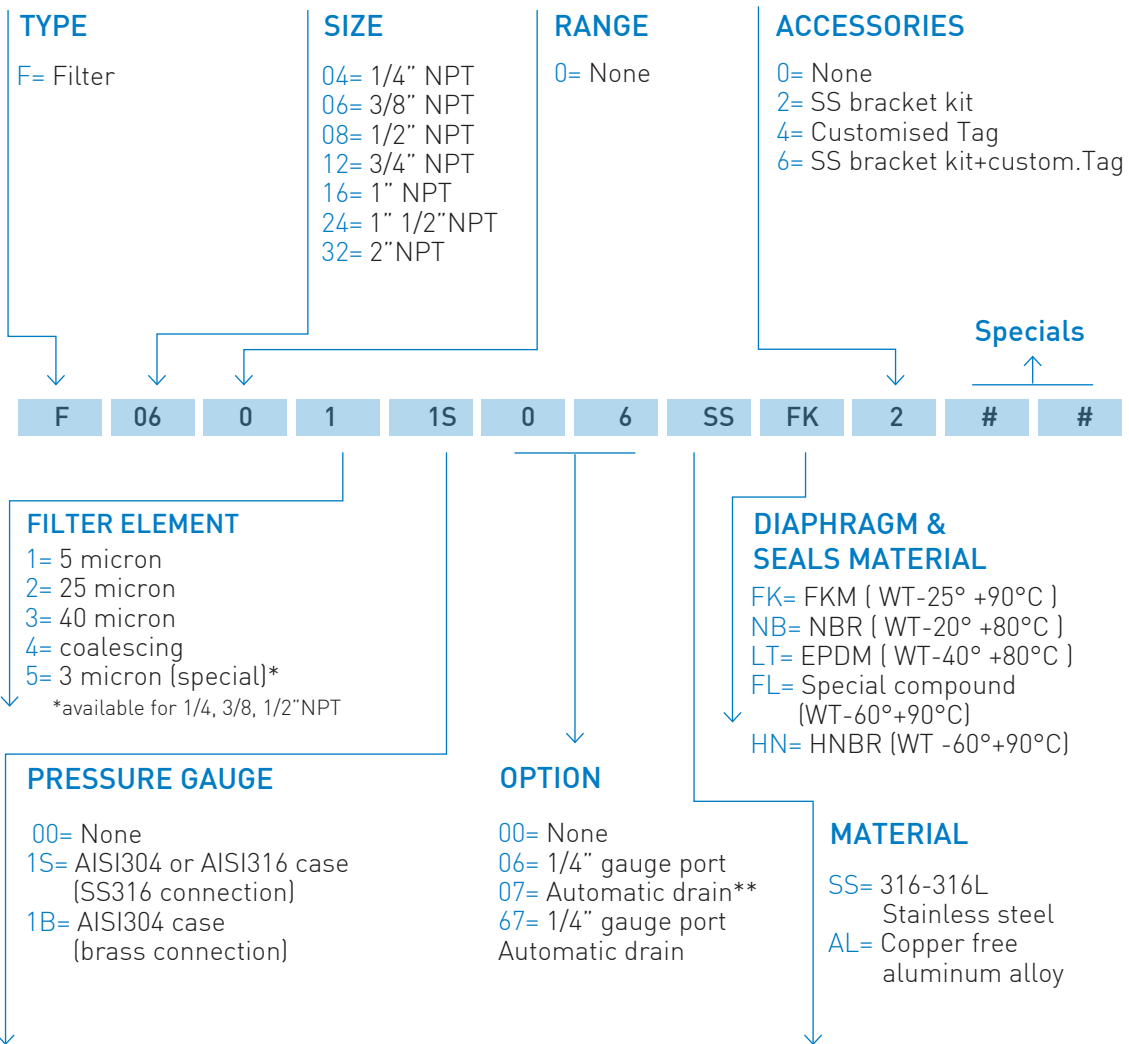 TYPE
F= Filter
SIZE
04= 1/4” NPT
06= 3/8” NPT
08= 1/2” NPT
12= 3/4” NPT
16= 1” NPT
24= 1” 1/2”NPT
32= 2”NPT
RANGE
0= None
ACCESSORIES
0= None
2= SS bracket kit
4= Customised Tag
6= SS bracket kit+custom.Tag
Specials
F 06 0 1 1S 0 6 SS FK 2 # #
FILTER ELEMENT
1= 5 micron
2= 25 micron
3= 40 micron
4= coalescing
5= 3 micron (special)*
*available for 1/4, 3/8, 1/2”NPT
DIAPHRAGM &
SEALS MATERIAL
FK= FKM ( WT-25° +90°C )
NB= NBR ( WT-20° +80°C )
LT= EPDM ( WT-40° +80°C )
FL= Special compound
(WT-60°+90°C)
HN= HNBR (WT -60°+90°C)
PRESSURE GAUGE
00= None
1S= AISI304 or AISI316 case
(SS316 connection)
1B= AISI304 case
(brass connection)
OPTION
00= None
06= 1/4” gauge port
07= Automatic drain**
67= 1/4” gauge port
Automatic drain
MATERIAL
SS= 316-316L
Stainless steel
AL= Copper free
aluminum alloy